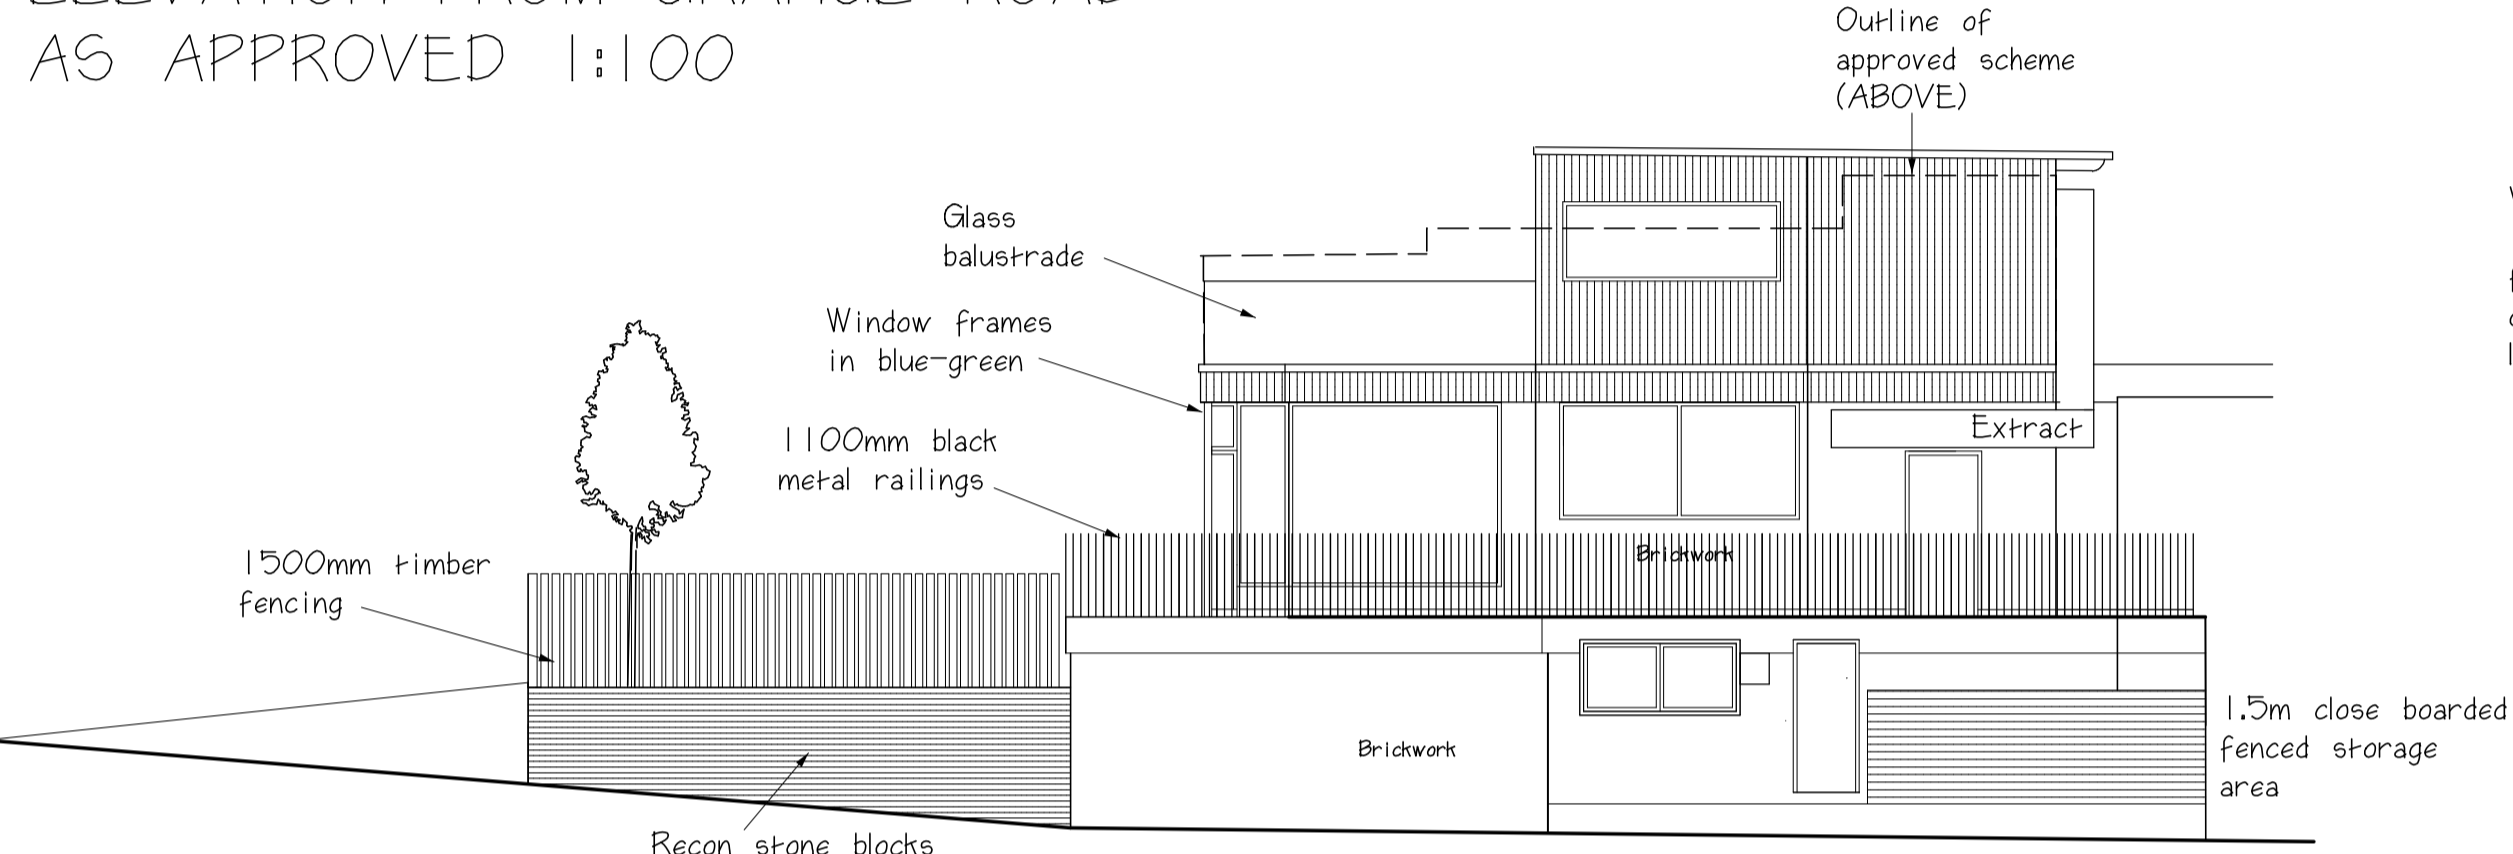 AS APPROVED 1:100
Outline of
approved scheme
(ABOVE)
Glass
balustrade
Window frames
in blue-green
1100mm black
metal railings
1500mm timber
fencing
Extract
Brickwork
Brickwork
1.5m close boarded
fenced storage
area
Recon stone blocks